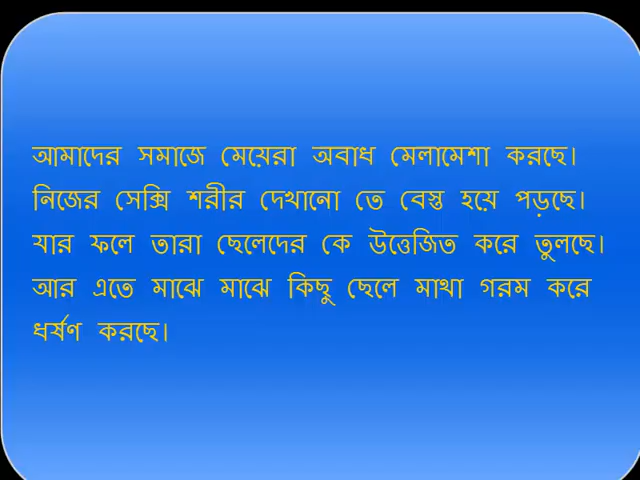 আমাদের সমাজে মেয়েরা অবাধ মেলামেশা করছে।
নিজের সেক্সি শরীর দেখানো তে বেস্ত হয়ে পড়ছে।
যার ফলে তারা ছেলেদের কে উত্তেজিত করে তুলছে।
আর এতে মাঝে মাঝে কিছু ছেলে মাথা গরম করে
ধর্ষণ করছে।